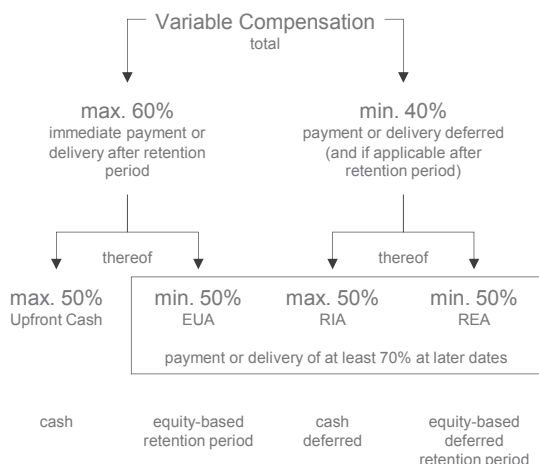 Variable Compensation
total
max. 60%
immediate payment or
delivery after retention
period
min. 40%
payment or delivery deferred
(and if applicable after
retention period)
thereof
thereof
max. 50%
Upfront Cash
min. 50%
EUA
max. 50%
RIA
min. 50%
REA
payment or delivery of at least 70% at later dates
cash
equity-based
retention period
cash
deferred
equity-based
deferred
retention period